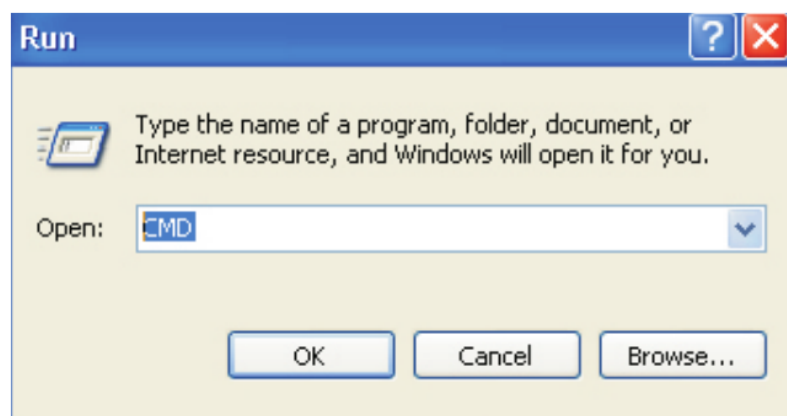 Run
Type the name of a program, folder, document, or
Internet resource, and Windows will open it for you.
Open: CMD
OK Cancel Browse...